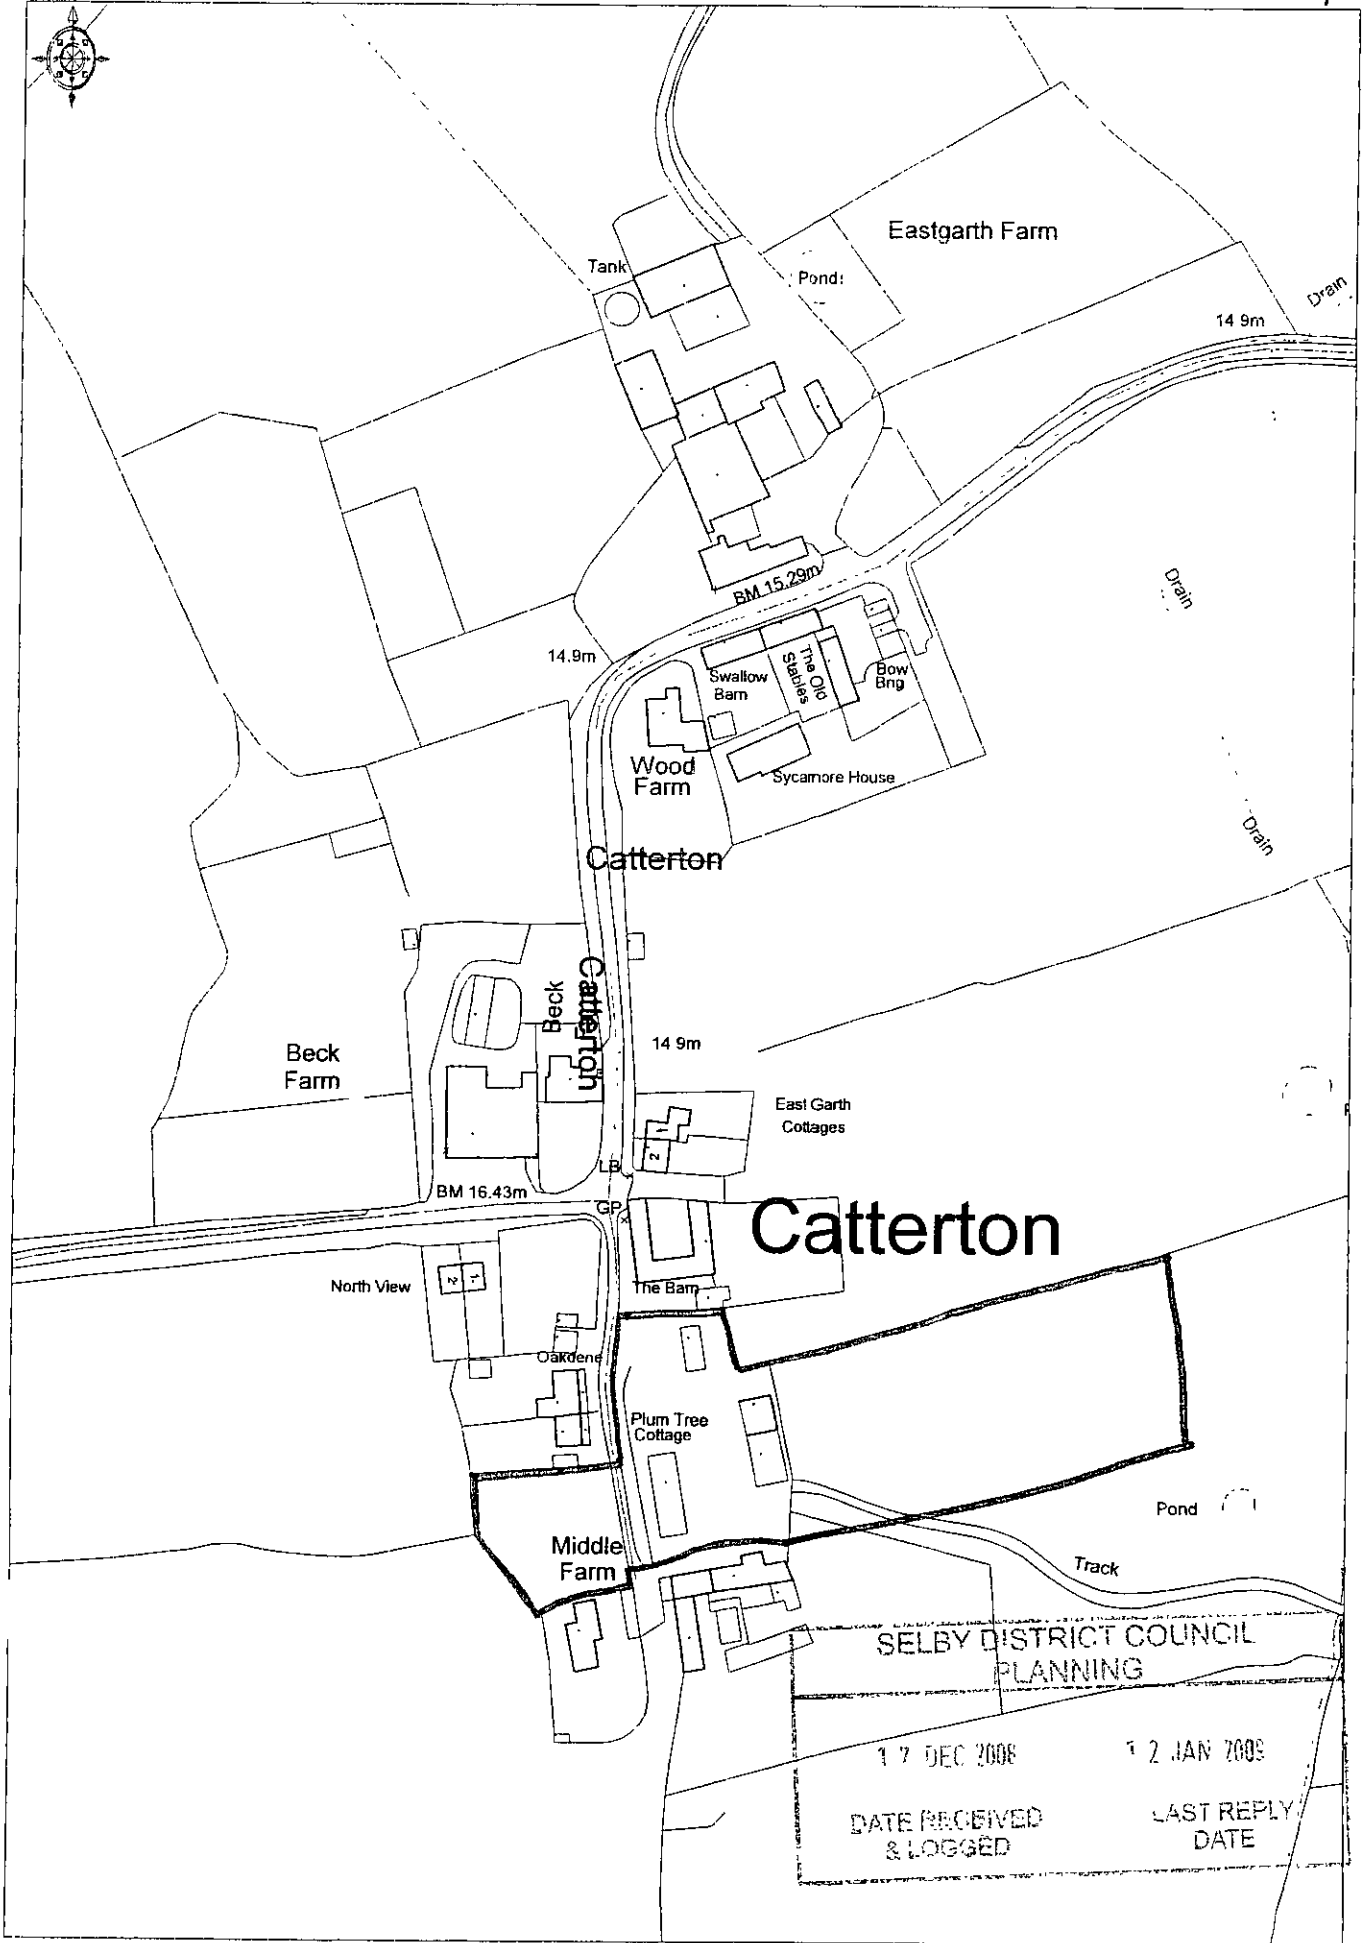 Eastgarth Farm
Tank
Pond
Drain
14 9m
BM 15.29m
Drain
14.9m
Swallow
Barn
The Old
Stables
Bow
Bng
Wood
Farm
Sycamore House
Drain
Catterton
Catterton
Beck
14 9m
Beck
Farm
East Garth
Cottages
1
2
LB
BM 16.43m
GP
Catterton
North View
2
1
The Barn
Oakdene
Plum Tree
Cottage
Pond
Middle
Farm
Track
SELBY DISTRICT COUNCIL
PLANNING
17 DEC 2008
12 JAN 2009
DATE RECEIVED
& LOGGED
LAST REPLY
DATE